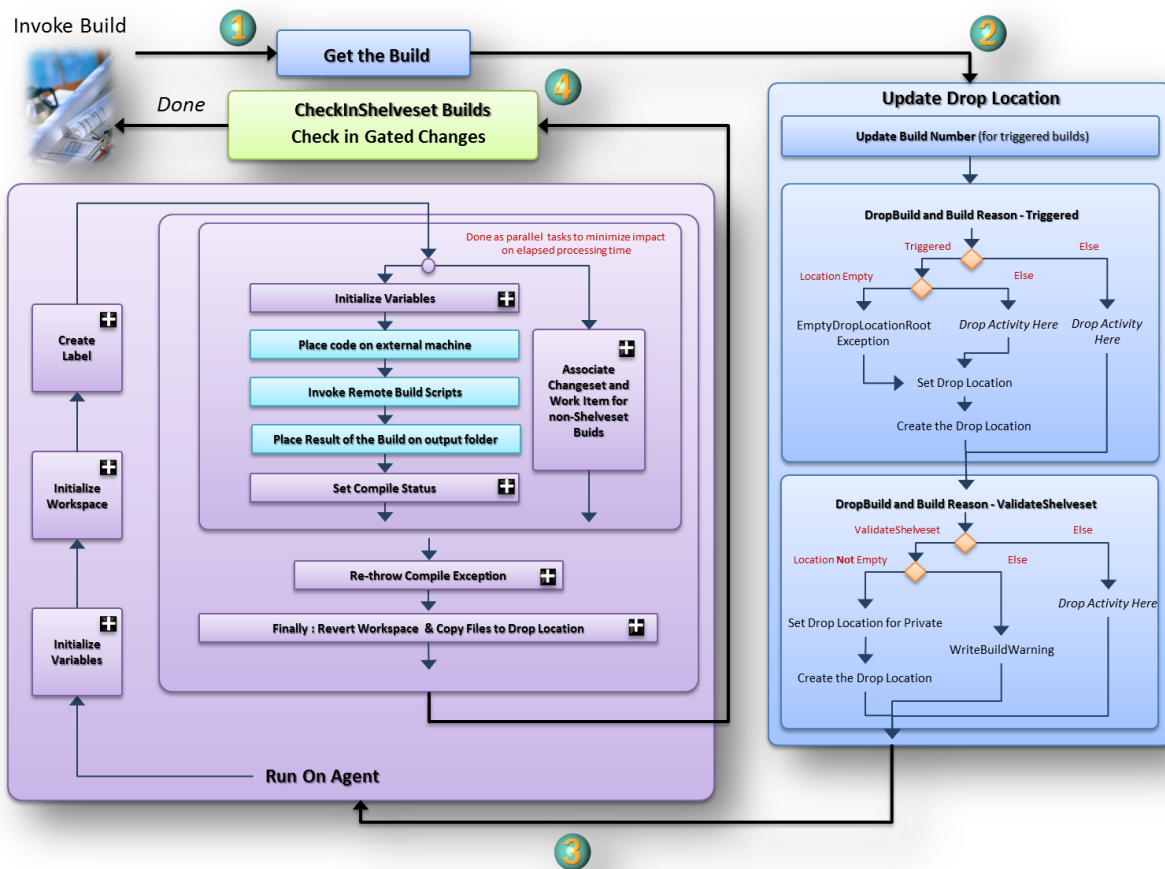 Invoke Build
1
Get the Build
2
Done
4
CheckInShelveset Builds
Check in Gated Changes
Update Drop Location
Update Build Number (for triggered builds)
DropBuild and Build Reason - Triggered
Triggered
Else
Location Empty
Else
EmptyDropLocationRoot
Exception
Drop Activity Here
Drop Activity
Here
Set Drop Location
Create the Drop Location
DropBuild and Build Reason - ValidateShelveset
ValidateShelveset
Else
Location Not Empty
Else
Drop Activity Here
Set Drop Location for Private
WriteBuildWarning
Create the Drop Location
3
Run On Agent
Initialize
Variables
Initialize
Workspace
Create
Label
Done as parallel tasks to minimize impact
on elapsed processing time
Initialize Variables
Place code on external machine
Invoke Remote Build Scripts
Place Result of the Build on output folder
Set Compile Status
Associate
Changeset and
Work Item for
non-Shelveset
Buids
Re-throw Compile Exception
Finally : Revert Workspace & Copy Files to Drop Location